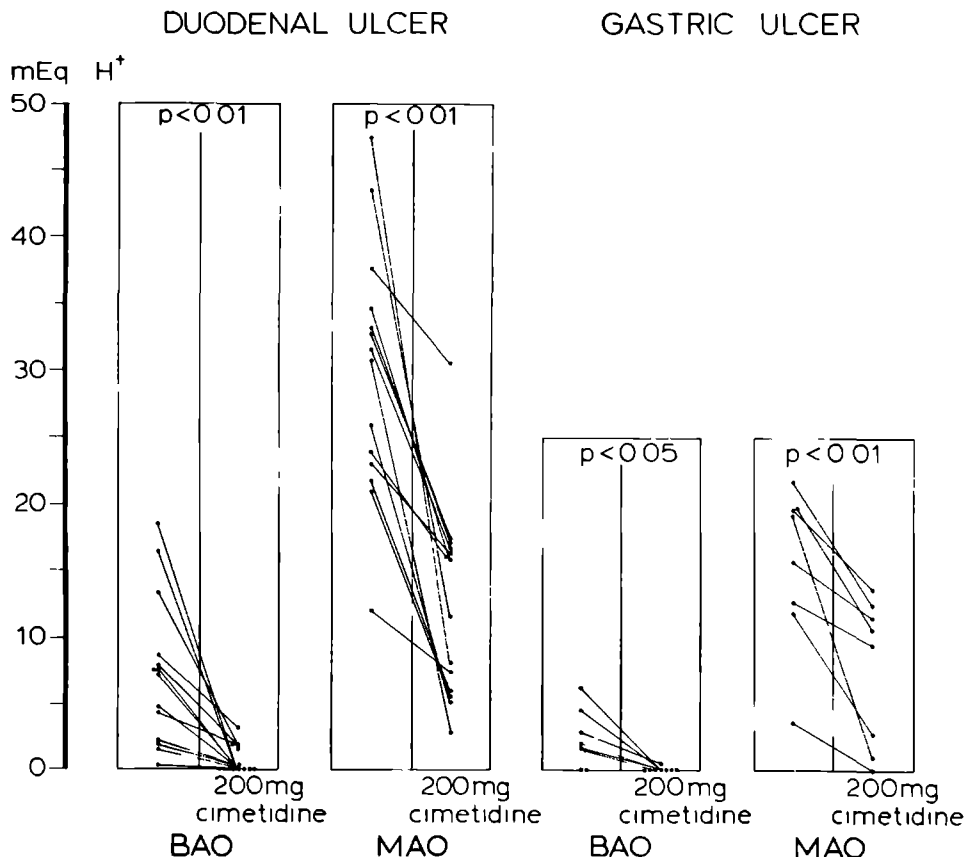 DUODENAL ULCER GASTRIC ULCER
mEq H⁺
50
40
30
20
10
0
p<0 01
p<0 01
p<0 05
p<0 01
200mg
cimetidine
200mg
cimetidine
200mg
cimetidine
200mg
cimetidine
BAO MAO BAO MAO